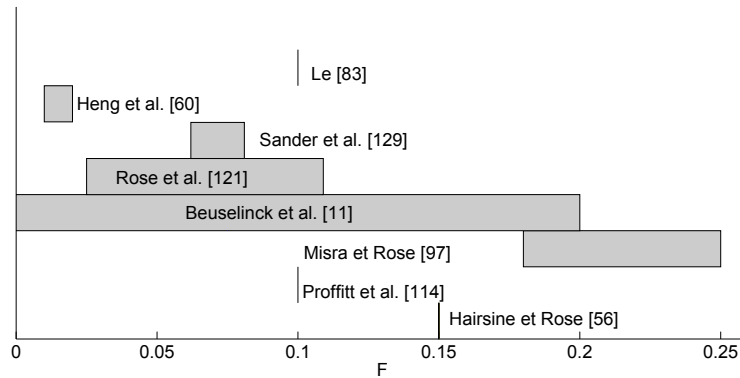 Le [83]
Heng et al. [60]
Sander et al. [129]
Rose et al. [121]
Beuselinck et al. [11]
Misra et Rose [97]
Proffitt et al. [114]
Hairsine et Rose [56]
0 0.05 0.1 0.15 0.2 0.25
F